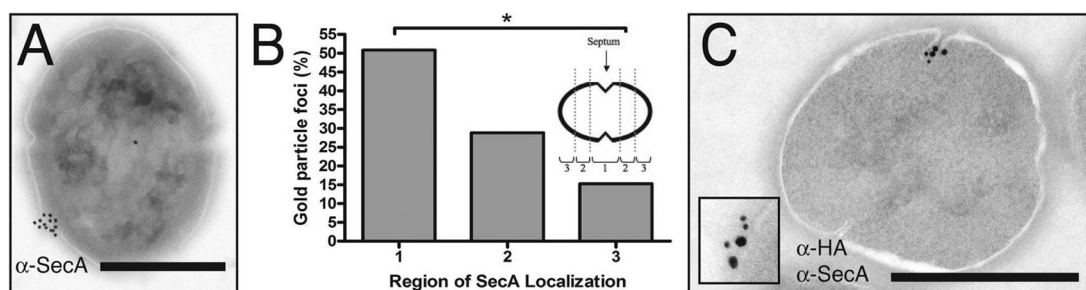 A
α-SecA
B
*
Gold particle foci (%)
55
50
45
40
35
30
25
20
15
10
5
0
Septum
3 2 1 2 3
1 2 3
Region of SecA Localization
C
α-HA
α-SecA